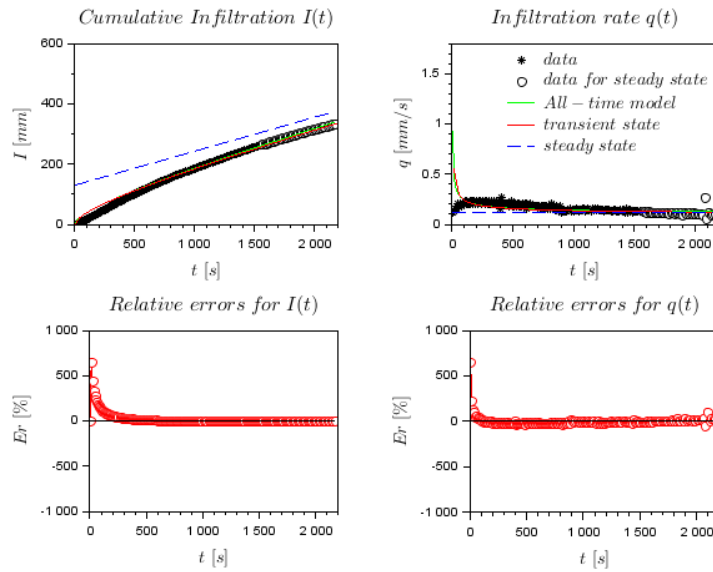 Cumulative Infiltration I(t)
600
400
200
0
I [mm]
0 500 1 000 1 500 2 000
t [s]
Infiltration rate q(t)
1.5
1
0.5
0
q [mm/s]
data
data for steady state
All − time model
transient state
steady state
0 500 1 000 1 500 2 000
t [s]
Relative errors for I(t)
1 000
500
0
-500
-1 000
Er [%]
0 500 1 000 1 500 2 000
t [s]
Relative errors for q(t)
1 000
500
0
-500
-1 000
Er [%]
0 500 1 000 1 500 2 000
t [s]